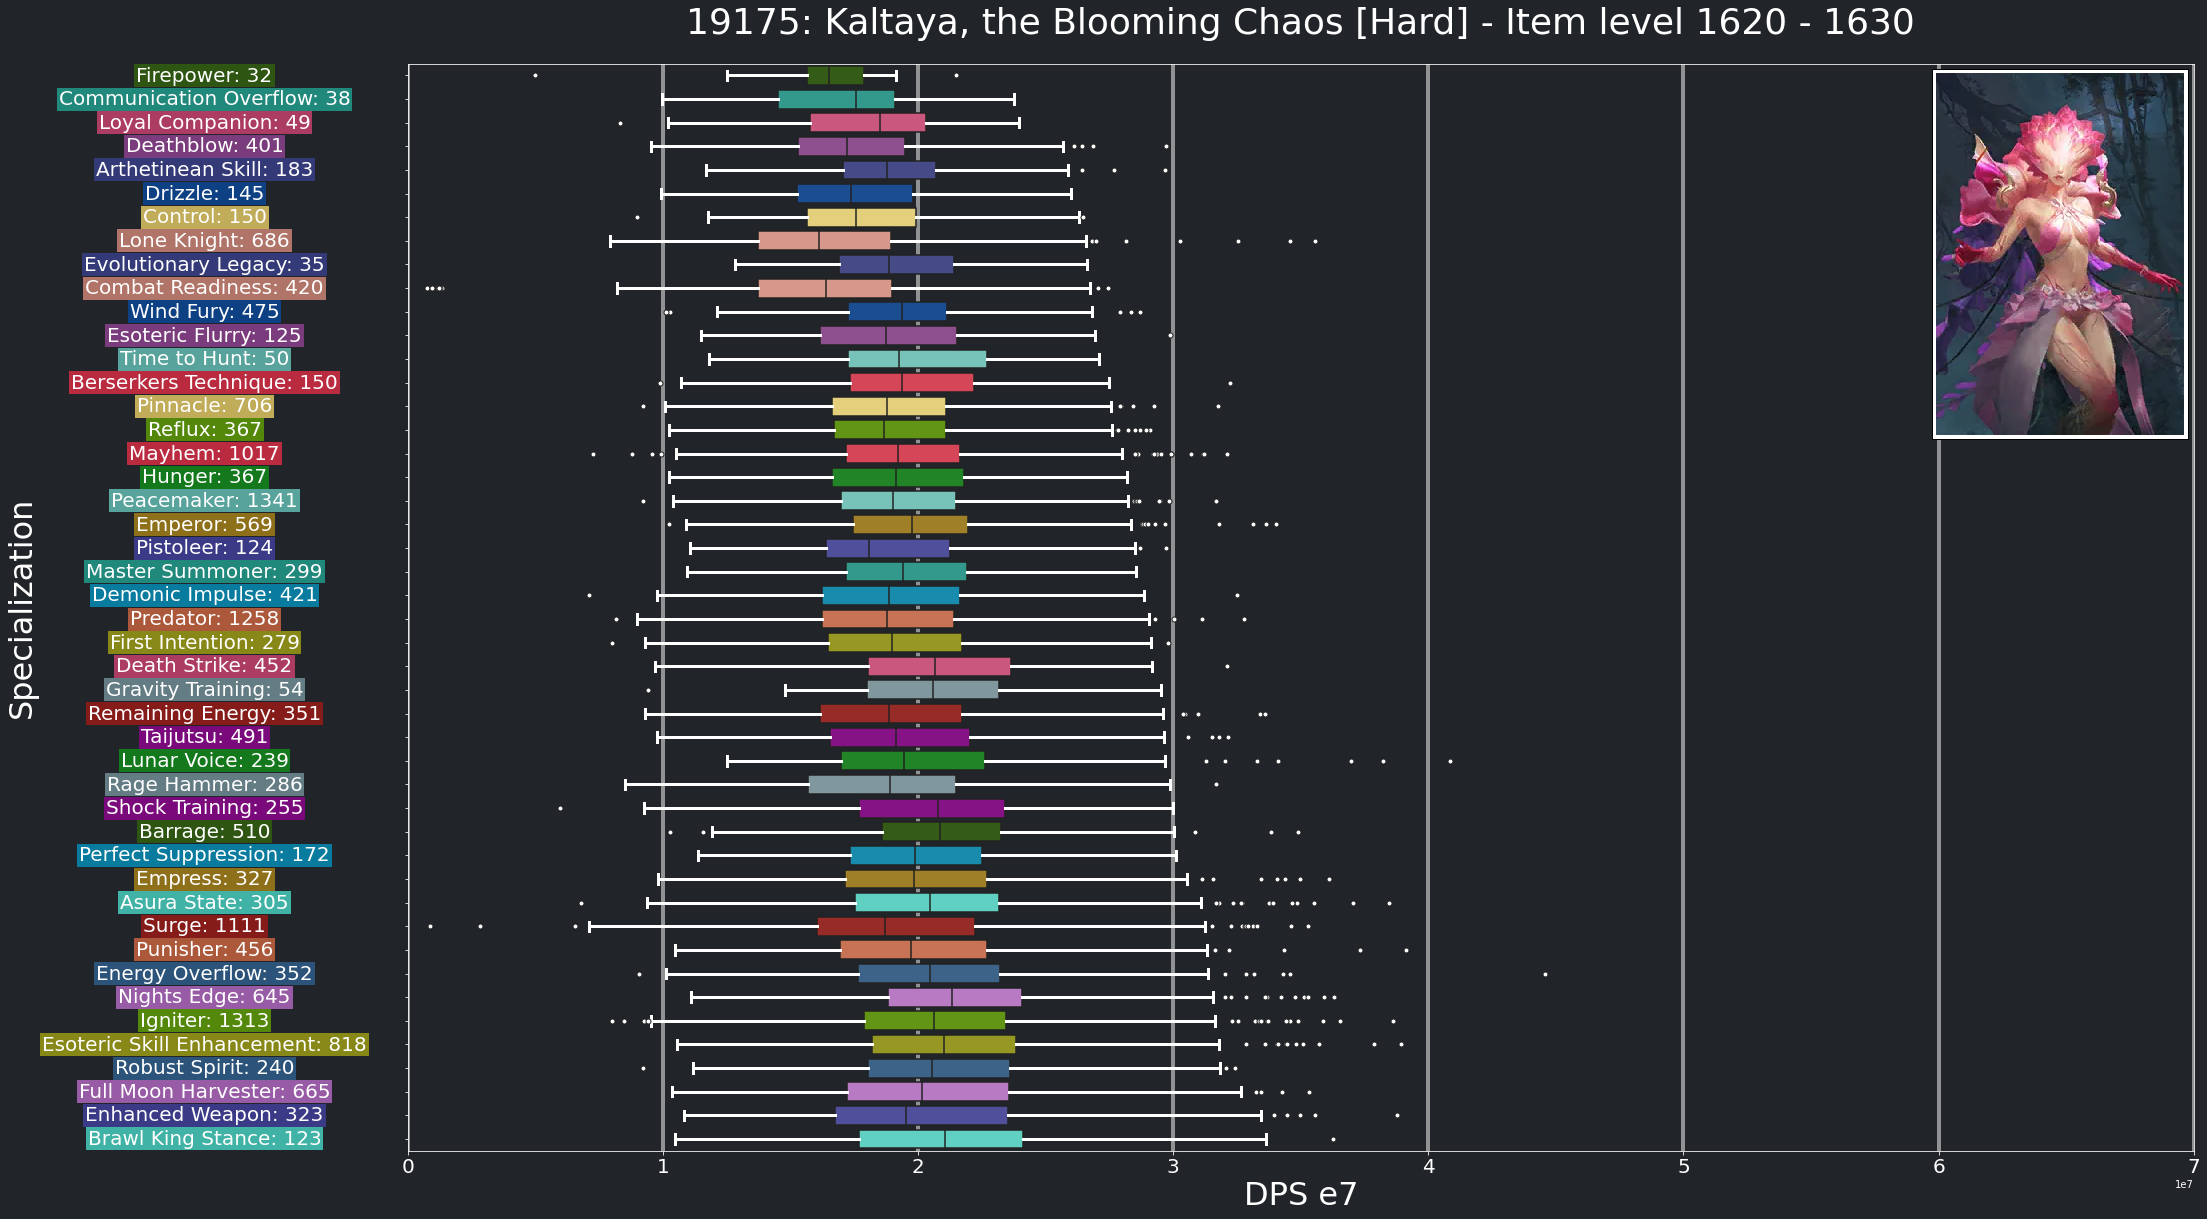 19175: Kaltaya, the Blooming Chaos [Hard] - Item level 1620 - 1630
Specialization
Firepower: 32
Communication Overflow: 38
Loyal Companion: 49
Deathblow: 401
Arthetinean Skill: 183
Drizzle: 145
Control: 150
Lone Knight: 686
Evolutionary Legacy: 35
Combat Readiness: 420
Wind Fury: 475
Esoteric Flurry: 125
Time to Hunt: 50
Berserkers Technique: 150
Pinnacle: 706
Reflux: 367
Mayhem: 1017
Hunger: 367
Peacemaker: 1341
Emperor: 569
Pistoleer: 124
Master Summoner: 299
Demonic Impulse: 421
Predator: 1258
First Intention: 279
Death Strike: 452
Gravity Training: 54
Remaining Energy: 351
Taijutsu: 491
Lunar Voice: 239
Rage Hammer: 286
Shock Training: 255
Barrage: 510
Perfect Suppression: 172
Empress: 327
Asura State: 305
Surge: 1111
Punisher: 456
Energy Overflow: 352
Nights Edge: 645
Igniter: 1313
Esoteric Skill Enhancement: 818
Robust Spirit: 240
Full Moon Harvester: 665
Enhanced Weapon: 323
Brawl King Stance: 123
0 1 2 3 4 5 6 7
1e7
DPS e7